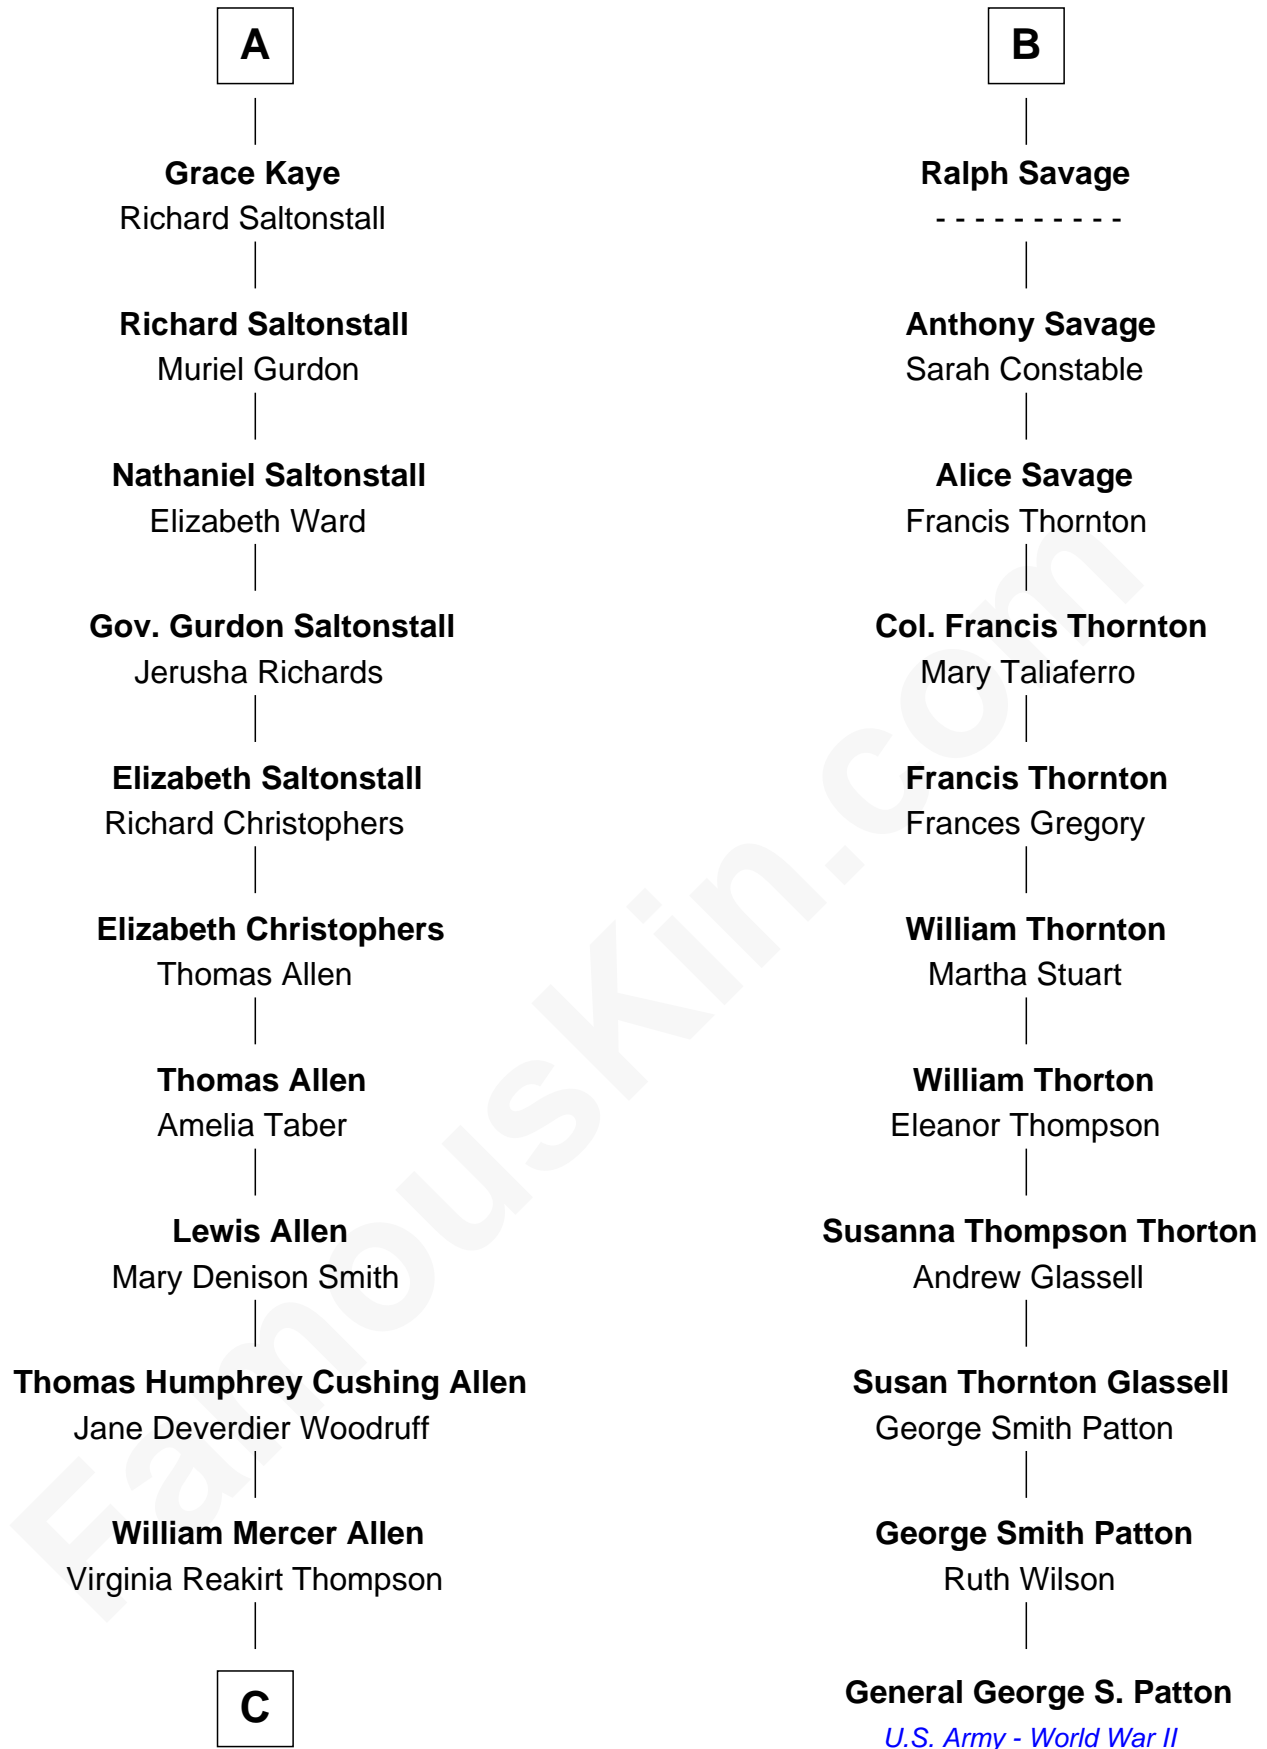 A
Grace Kaye
Richard Saltonstall
Richard Saltonstall
Muriel Gurdon
Nathaniel Saltonstall
Elizabeth Ward
Gov. Gurdon Saltonstall
Jerusha Richards
Elizabeth Saltonstall
Richard Christophers
Elizabeth Christophers
Thomas Allen
Thomas Allen
Amelia Taber
Lewis Allen
Mary Denison Smith
Thomas Humphrey Cushing Allen
Jane Deverdier Woodruff
William Mercer Allen
Virginia Reakirt Thompson
C
B
Ralph Savage
- - - - - - - - - -
Anthony Savage
Sarah Constable
Alice Savage
Francis Thornton
Col. Francis Thornton
Mary Taliaferro
Francis Thornton
Frances Gregory
William Thornton
Martha Stuart
William Thorton
Eleanor Thompson
Susanna Thompson Thorton
Andrew Glassell
Susan Thornton Glassell
George Smith Patton
George Smith Patton
Ruth Wilson
General George S. Patton
U.S. Army - World War II
FamousKin.com